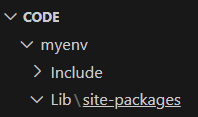 CODE
myenv
Include
Lib\site-packages